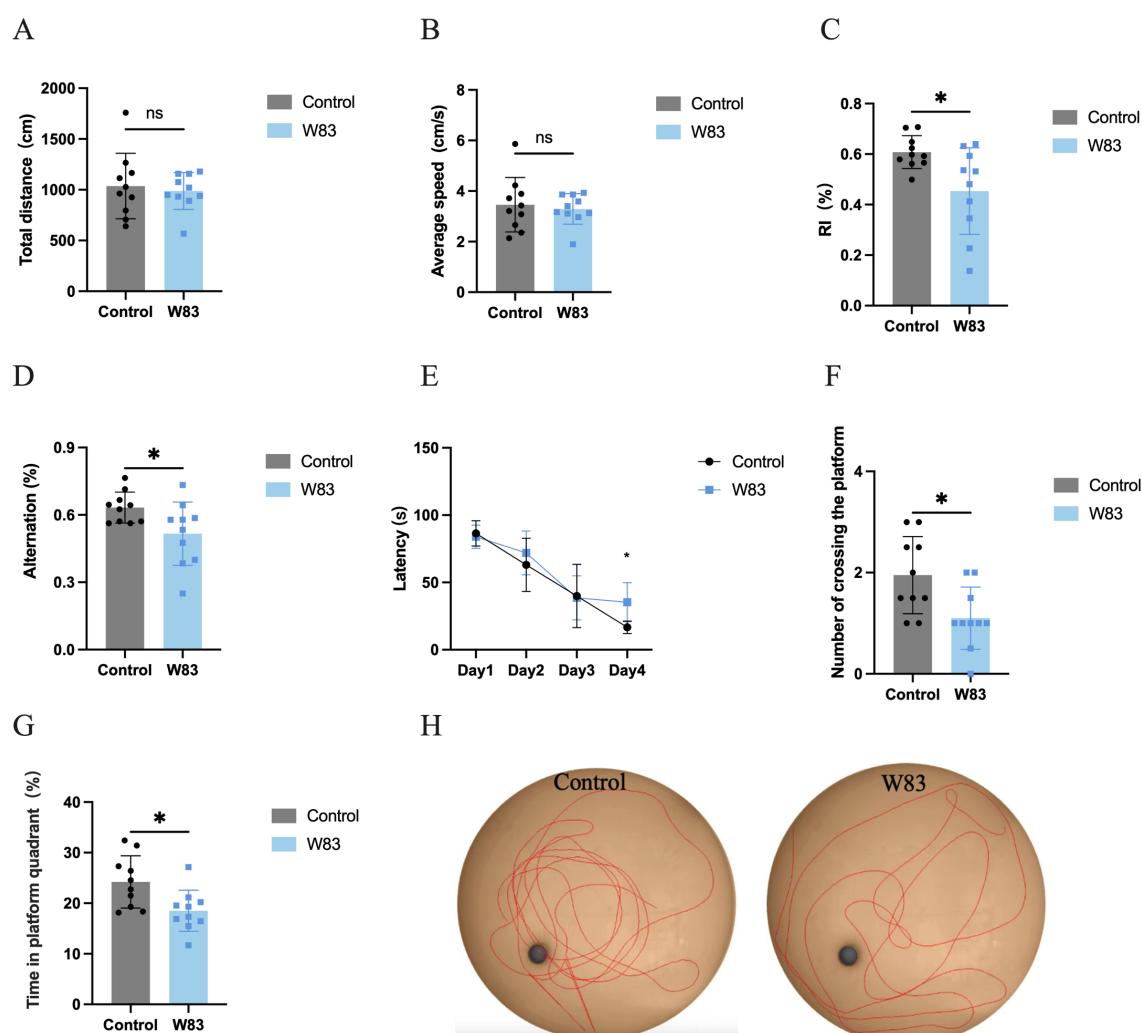 A
Total distance (cm)
2000
1500
1000
500
0
ns
Control
W83
Control
W83
B
Average speed (cm/s)
8
6
4
2
0
ns
Control
W83
Control
W83
C
RI (%)
0.8
0.6
0.4
0.2
0.0
*
Control
W83
Control
W83
D
Alternation (%)
0.9
0.6
0.3
0.0
*
Control
W83
Control
W83
E
Latency (s)
150
100
50
0
*
Day1 Day2 Day3 Day4
Control
W83
F
Number of crossing the platform
4
2
0
*
Control
W83
Control
W83
G
Time in platform quadrant (%)
40
30
20
10
0
*
Control
W83
Control
W83
H
Control
W83